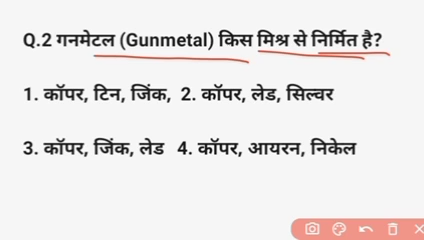 Q.2 गनमेटल (Gunmetal) किस मिश्र से निर्मित है?
1. कॉपर, टिन, जिंक, 2. कॉपर, लेड, सिल्वर
3. कॉपर, जिंक, लेड 4. कॉपर, आयरन, निकेल